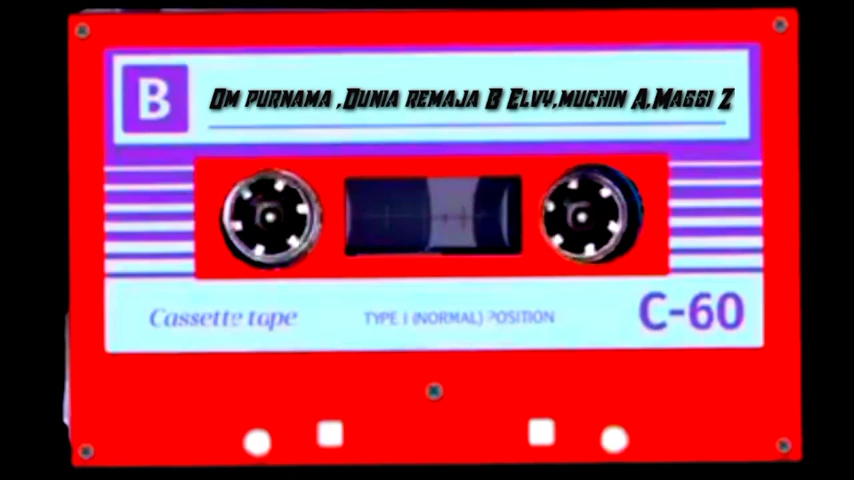 B
Om purnama ,Dunia remaja B Elvy,muchin A,Maggi Z
Cassette tape
TYPE I (NORMAL) POSITION
C-60